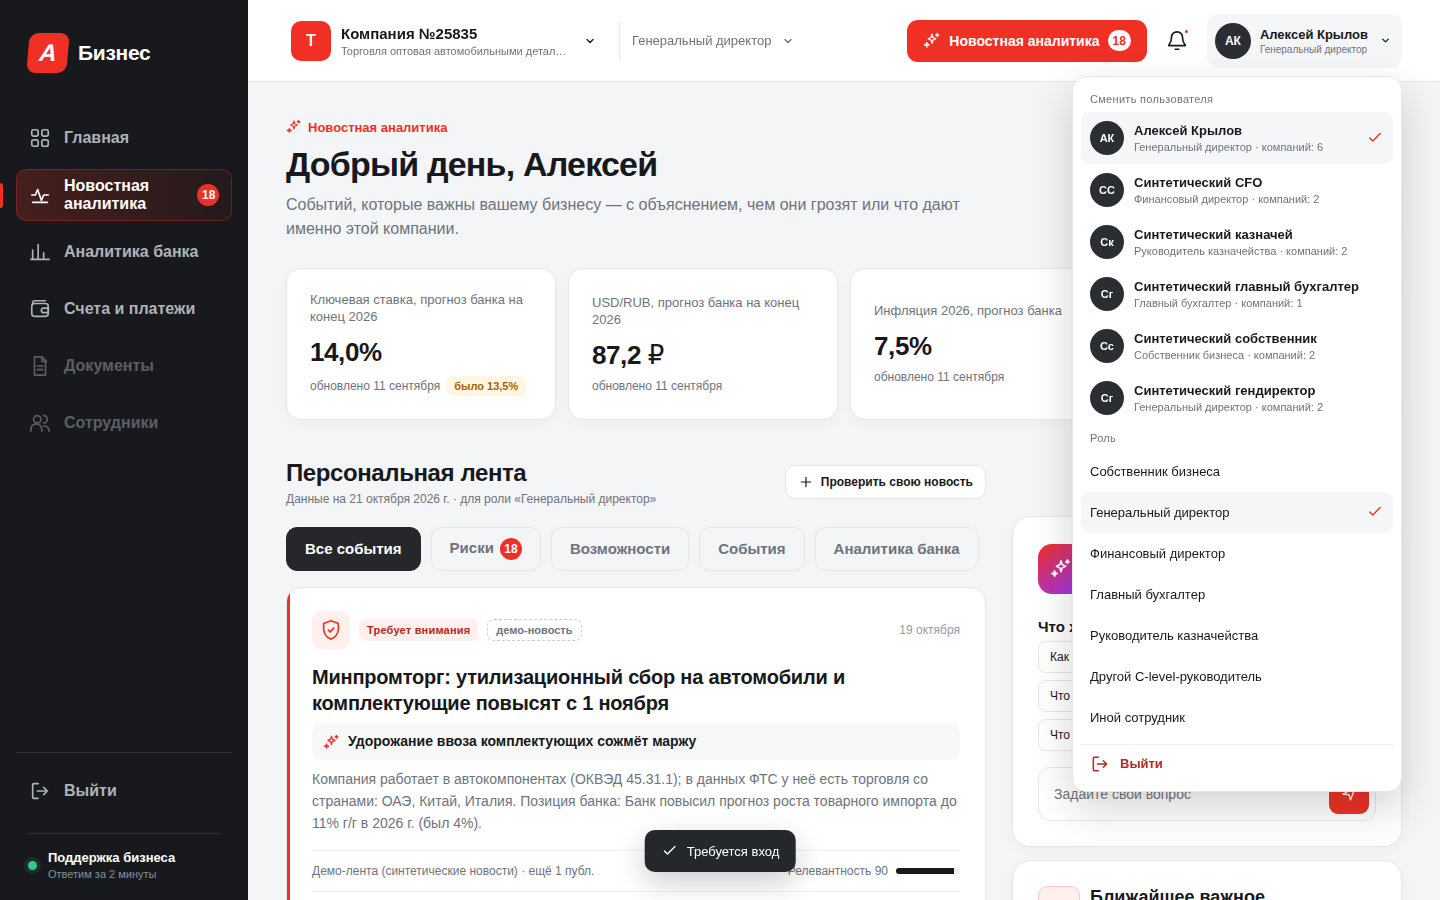 А Бизнес
Главная
Новостная
аналитика
18
Аналитика банка
Счета и платежи
Документы
Сотрудники
Выйти
Поддержка бизнеса
Ответим за 2 минуты
Т
Компания №25835
Торговля оптовая автомобильными детал…
Генеральный директор
Новостная аналитика 18
АК
Алексей Крылов
Генеральный директор
Новостная аналитика
Добрый день, Алексей
Событий, которые важны вашему бизнесу — с объяснением, чем они грозят или что дают
именно этой компании.
Ключевая ставка, прогноз банка на
конец 2026
14,0%
обновлено 11 сентября было 13,5%
USD/RUB, прогноз банка на конец
2026
87,2 ₽
обновлено 11 сентября
Инфляция 2026, прогноз банка
7,5%
обновлено 11 сентября
Персональная лента
Данные на 21 октября 2026 г. · для роли «Генеральный директор»
Проверить свою новость
Все события
Риски 18
Возможности
События
Аналитика банка
Требует внимания
демо-новость
19 октября
Минпромторг: утилизационный сбор на автомобили и
комплектующие повысят с 1 ноября
Удорожание ввоза комплектующих сожмёт маржу
Компания работает в автокомпонентах (ОКВЭД 45.31.1); в данных ФТС у неё есть торговля со
странами: ОАЭ, Китай, Италия. Позиция банка: Банк повысил прогноз роста товарного импорта до
11% г/г в 2026 г. (был 4%).
Демо-лента (синтетические новости) · ещё 1 публ.
Релевантность 90
Требуется вход
Сменить пользователя
АК
Алексей Крылов
Генеральный директор · компаний: 6
СС
Синтетический CFO
Финансовый директор · компаний: 2
Ск
Синтетический казначей
Руководитель казначейства · компаний: 2
Сг
Синтетический главный бухгалтер
Главный бухгалтер · компаний: 1
Сс
Синтетический собственник
Собственник бизнеса · компаний: 2
Сг
Синтетический гендиректор
Генеральный директор · компаний: 2
Роль
Собственник бизнеса
Генеральный директор
Финансовый директор
Главный бухгалтер
Руководитель казначейства
Другой C-level-руководитель
Иной сотрудник
Выйти
Что
Как
Что
Что
Задайте свой вопрос
Ближайшее важное